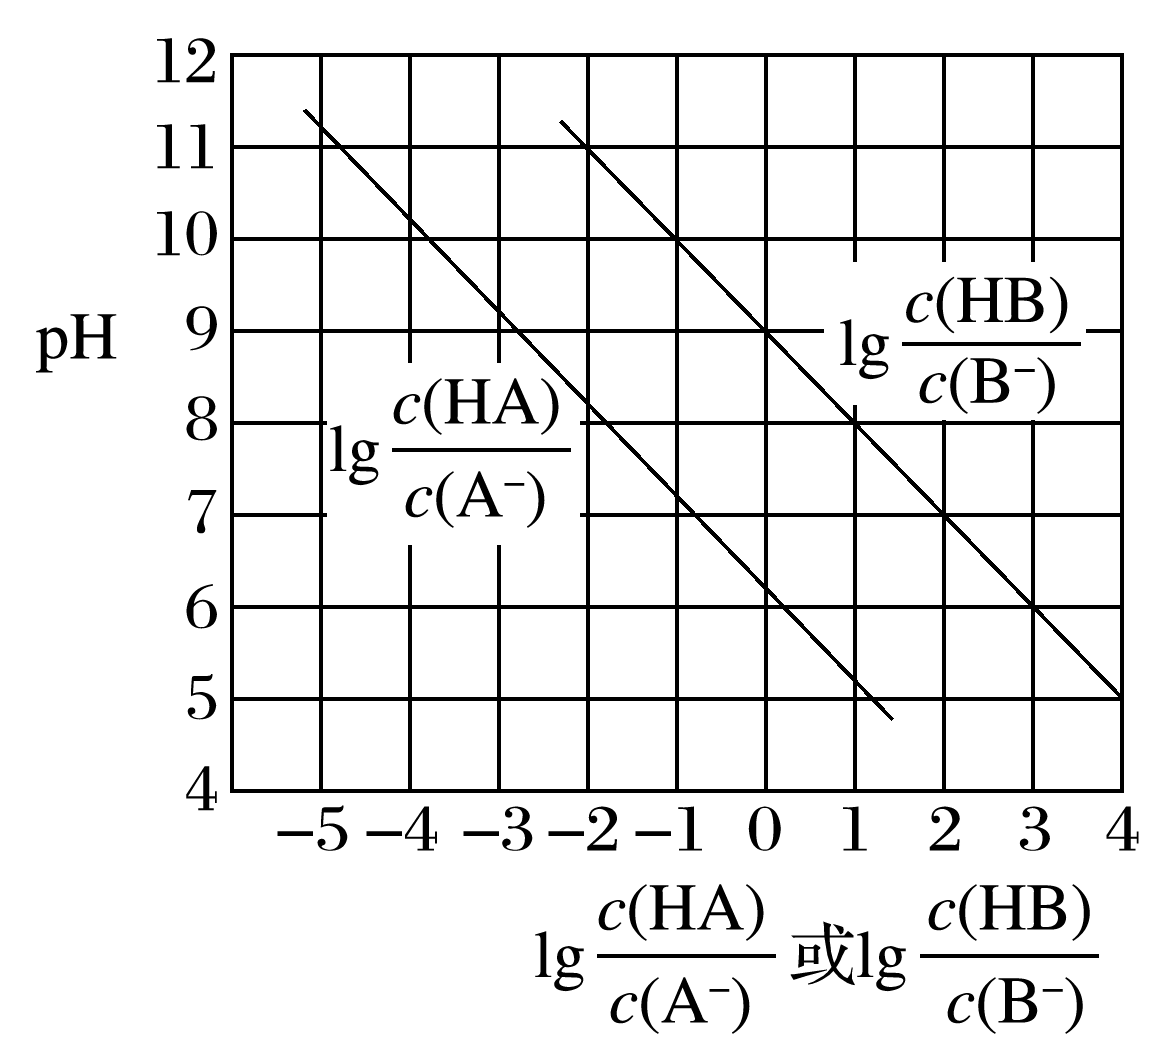 12
11
10
9
8
7
6
5
4
pH
lg c(HB)/c(B⁻)
lg c(HA)/c(A⁻)
−5 −4 −3 −2 −1 0 1 2 3 4
lg c(HA)/c(A⁻) 或lg c(HB)/c(B⁻)